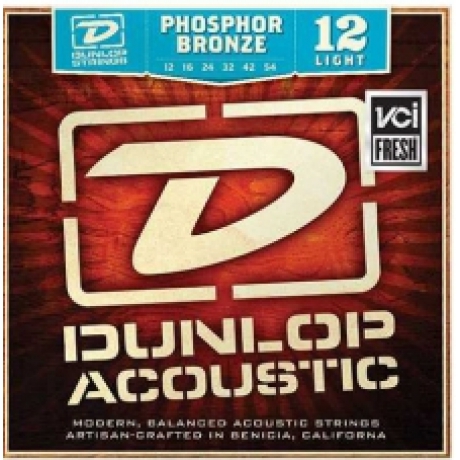 DUNLOP
STRINGS
PHOSPHOR
BRONZE
12 16 24 32 42 54
12
LIGHT
VCi
FRESH
D
DUNLOP
ACOUSTIC
MODERN, BALANCED ACOUSTIC STRINGS
ARTISAN-CRAFTED IN BENICIA, CALIFORNA